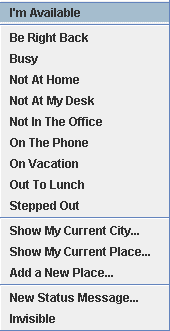 I'm Available
Be Right Back
Busy
Not At Home
Not At My Desk
Not In The Office
On The Phone
On Vacation
Out To Lunch
Stepped Out
Show My Current City...
Show My Current Place...
Add a New Place...
New Status Message...
Invisible